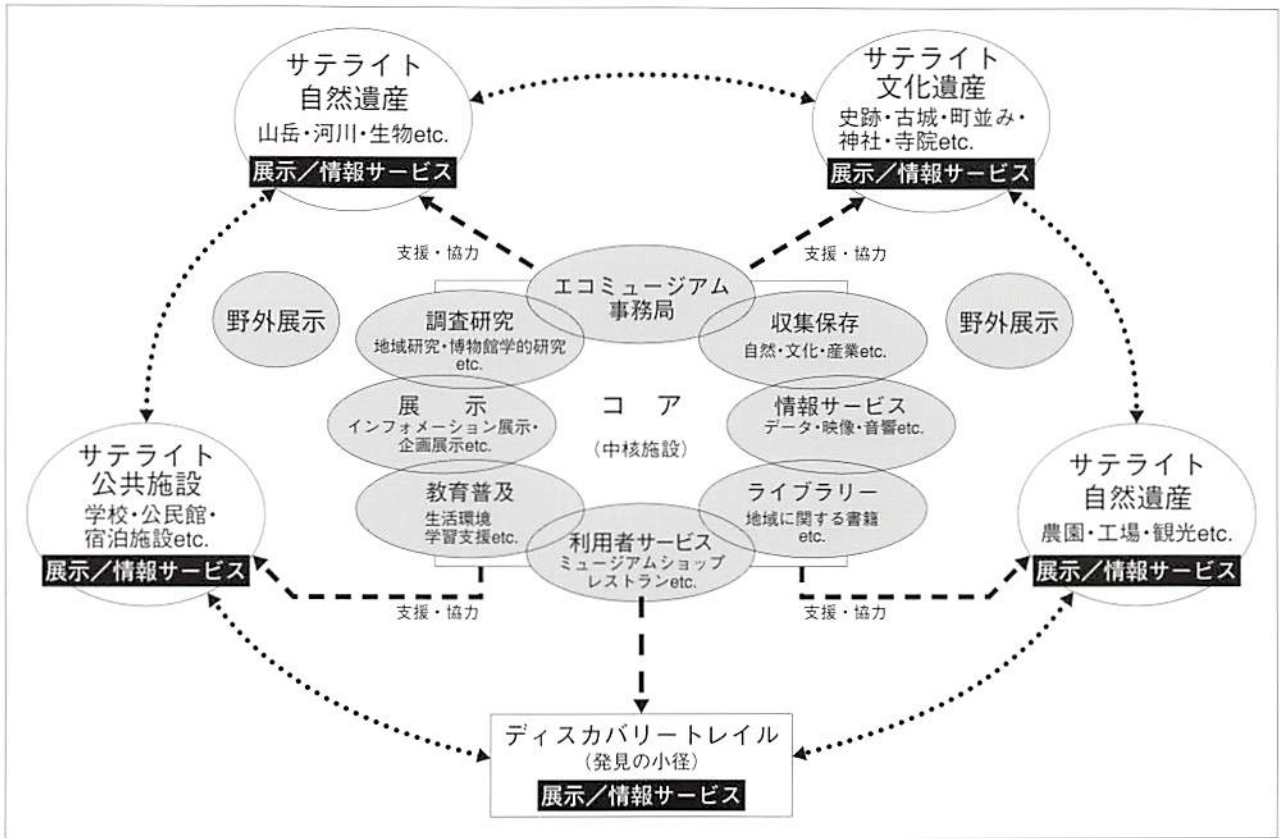 サテライト
自然遺産
山岳・河川・生物etc.
展示／情報サービス
サテライト
文化遺産
史跡・古城・町並み・
神社・寺院etc.
展示／情報サービス
支援・協力
支援・協力
エコミュージアム
事務局
野外展示
調査研究
地域研究・博物館学的研究
etc.
収集保存
自然・文化・産業etc.
野外展示
展　示
インフォメーション展示・
企画展示etc.
コ　ア
（中核施設）
情報サービス
データ・映像・音響etc.
サテライト
公共施設
学校・公民館・
宿泊施設etc.
展示／情報サービス
教育普及
生活環境
学習支援etc.
利用者サービス
ミュージアムショップ
レストランetc.
ライブラリー
地域に関する書籍
etc.
サテライト
自然遺産
農園・工場・観光etc.
展示／情報サービス
支援・協力
支援・協力
ディスカバリートレイル
（発見の小径）
展示／情報サービス